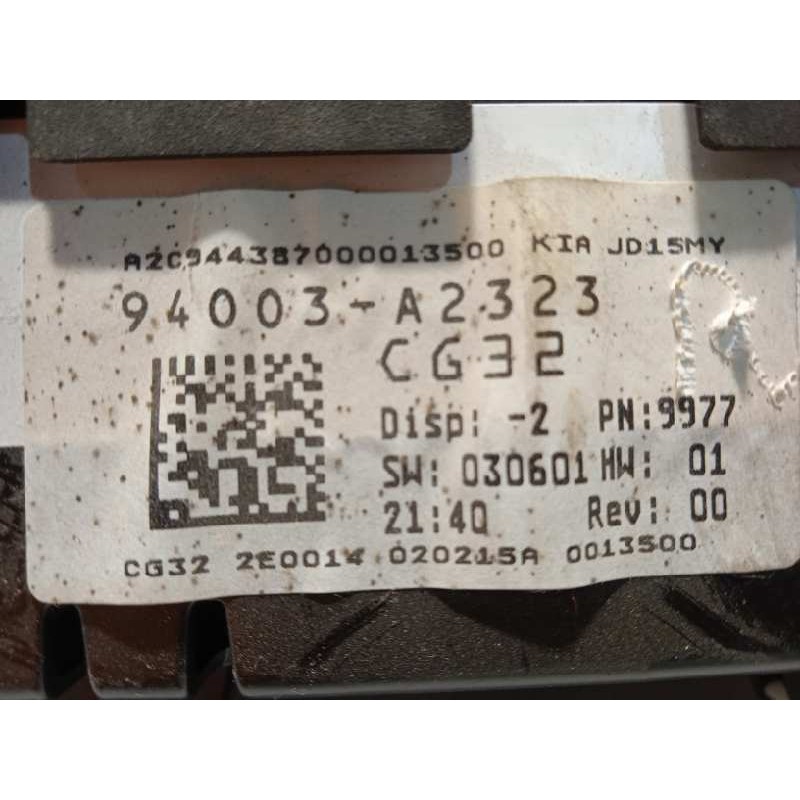 A2C944387000013500 KIA JD15MY
94003-A2323
CG32
Disp: -2 PN:9977
SW: 030601 HW: 01
21:40 Rev: 00
CG32 2E0014 020215A 0013500